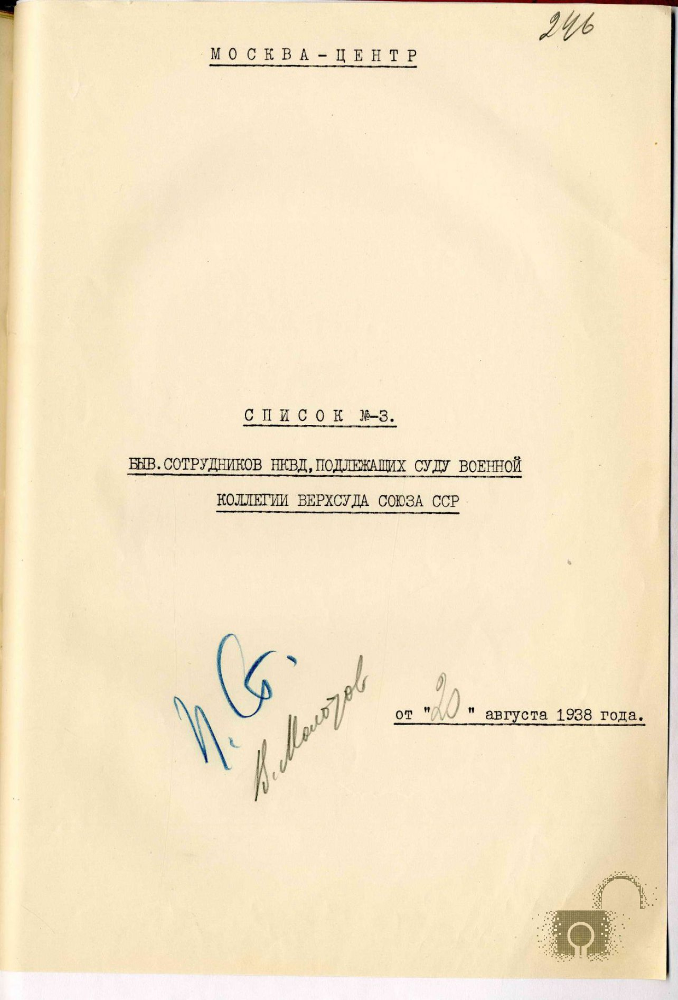 246
МОСКВА-ЦЕНТР
СПИСОК №-3.
БЫВ.СОТРУДНИКОВ НКВД,ПОДЛЕЖАЩИХ СУДУ ВОЕННОЙ
КОЛЛЕГИИ ВЕРХСУДА СОЮЗА ССР
И. Ст.
В. Молотов
от "20" августа 1938 года.